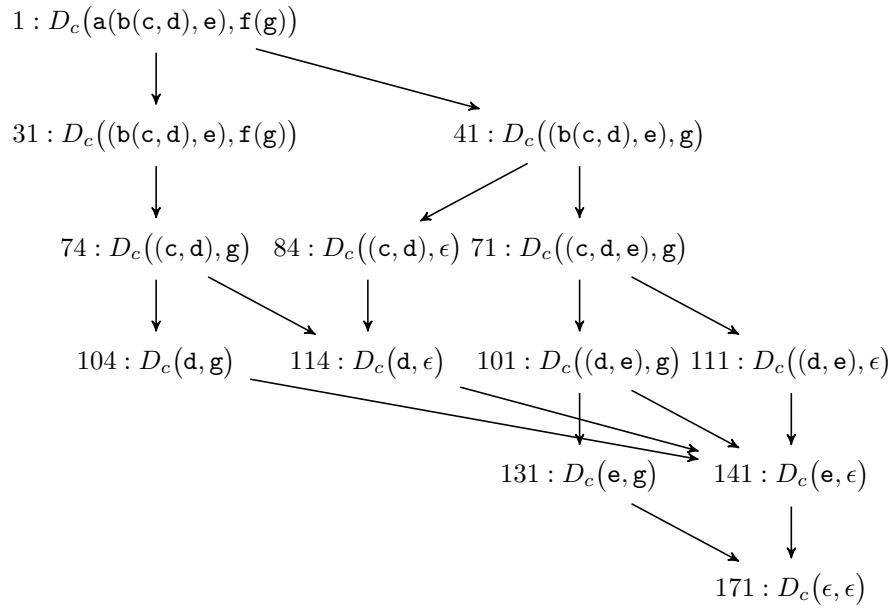 1 : D_c(a(b(c, d), e), f(g))
31 : D_c((b(c, d), e), f(g)) 41 : D_c((b(c, d), e), g)
74 : D_c((c, d), g) 84 : D_c((c, d), ϵ) 71 : D_c((c, d, e), g)
104 : D_c(d, g) 114 : D_c(d, ϵ) 101 : D_c((d, e), g) 111 : D_c((d, e), ϵ)
131 : D_c(e, g) 141 : D_c(e, ϵ)
171 : D_c(ϵ, ϵ)